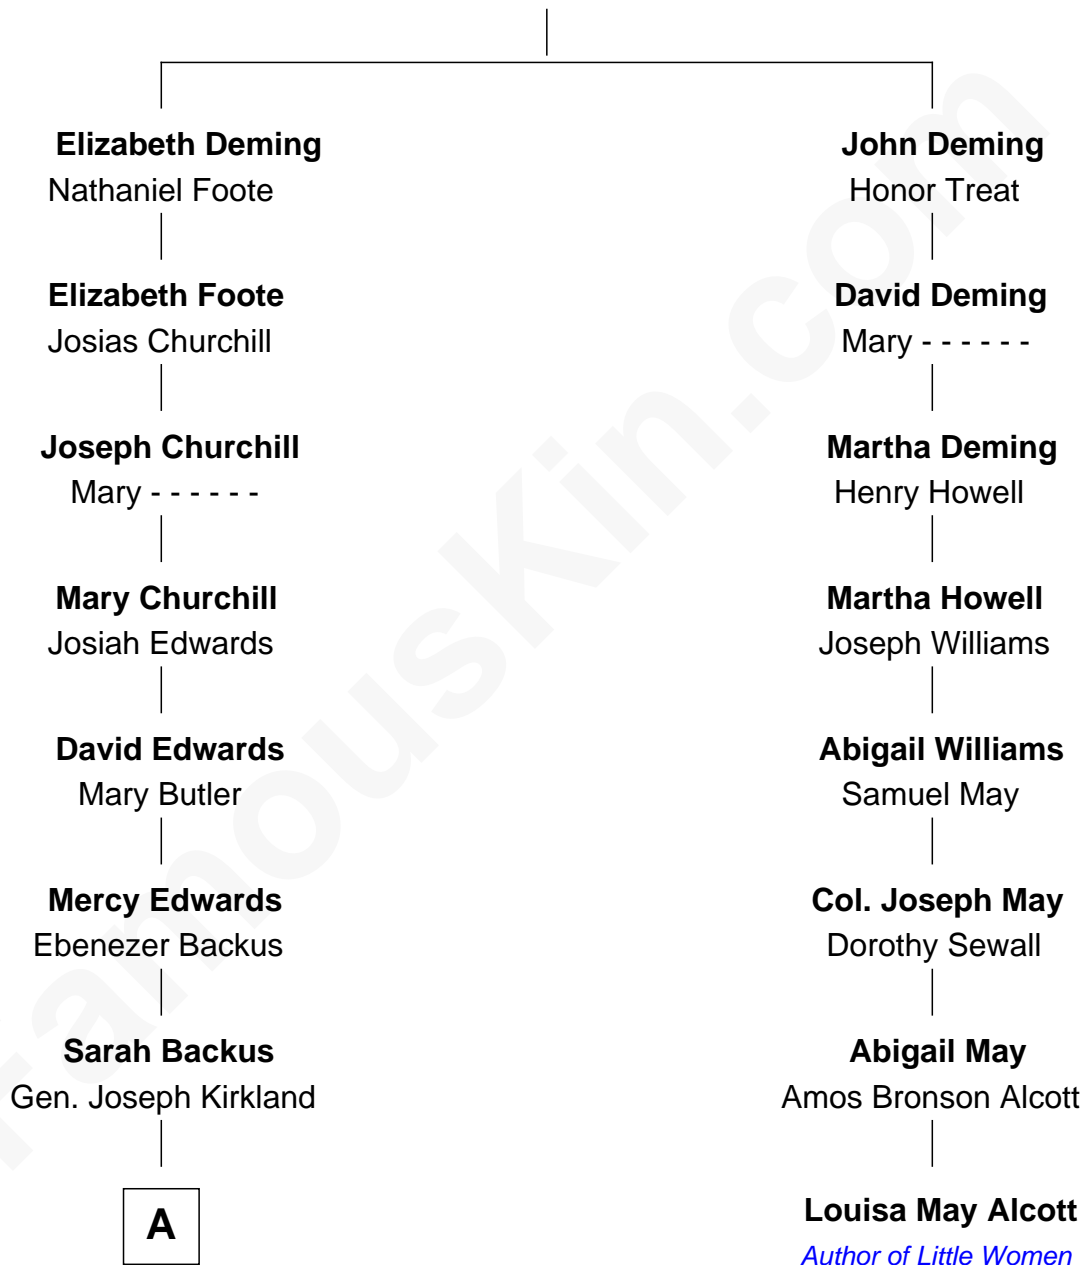 Elizabeth Deming
Nathaniel Foote
Elizabeth Foote
Josias Churchill
Joseph Churchill
Mary - - - - - -
Mary Churchill
Josiah Edwards
David Edwards
Mary Butler
Mercy Edwards
Ebenezer Backus
Sarah Backus
Gen. Joseph Kirkland
A
John Deming
Honor Treat
David Deming
Mary - - - - - -
Martha Deming
Henry Howell
Martha Howell
Joseph Williams
Abigail Williams
Samuel May
Col. Joseph May
Dorothy Sewall
Abigail May
Amos Bronson Alcott
Louisa May Alcott
Author of Little Women
FamousKin.com